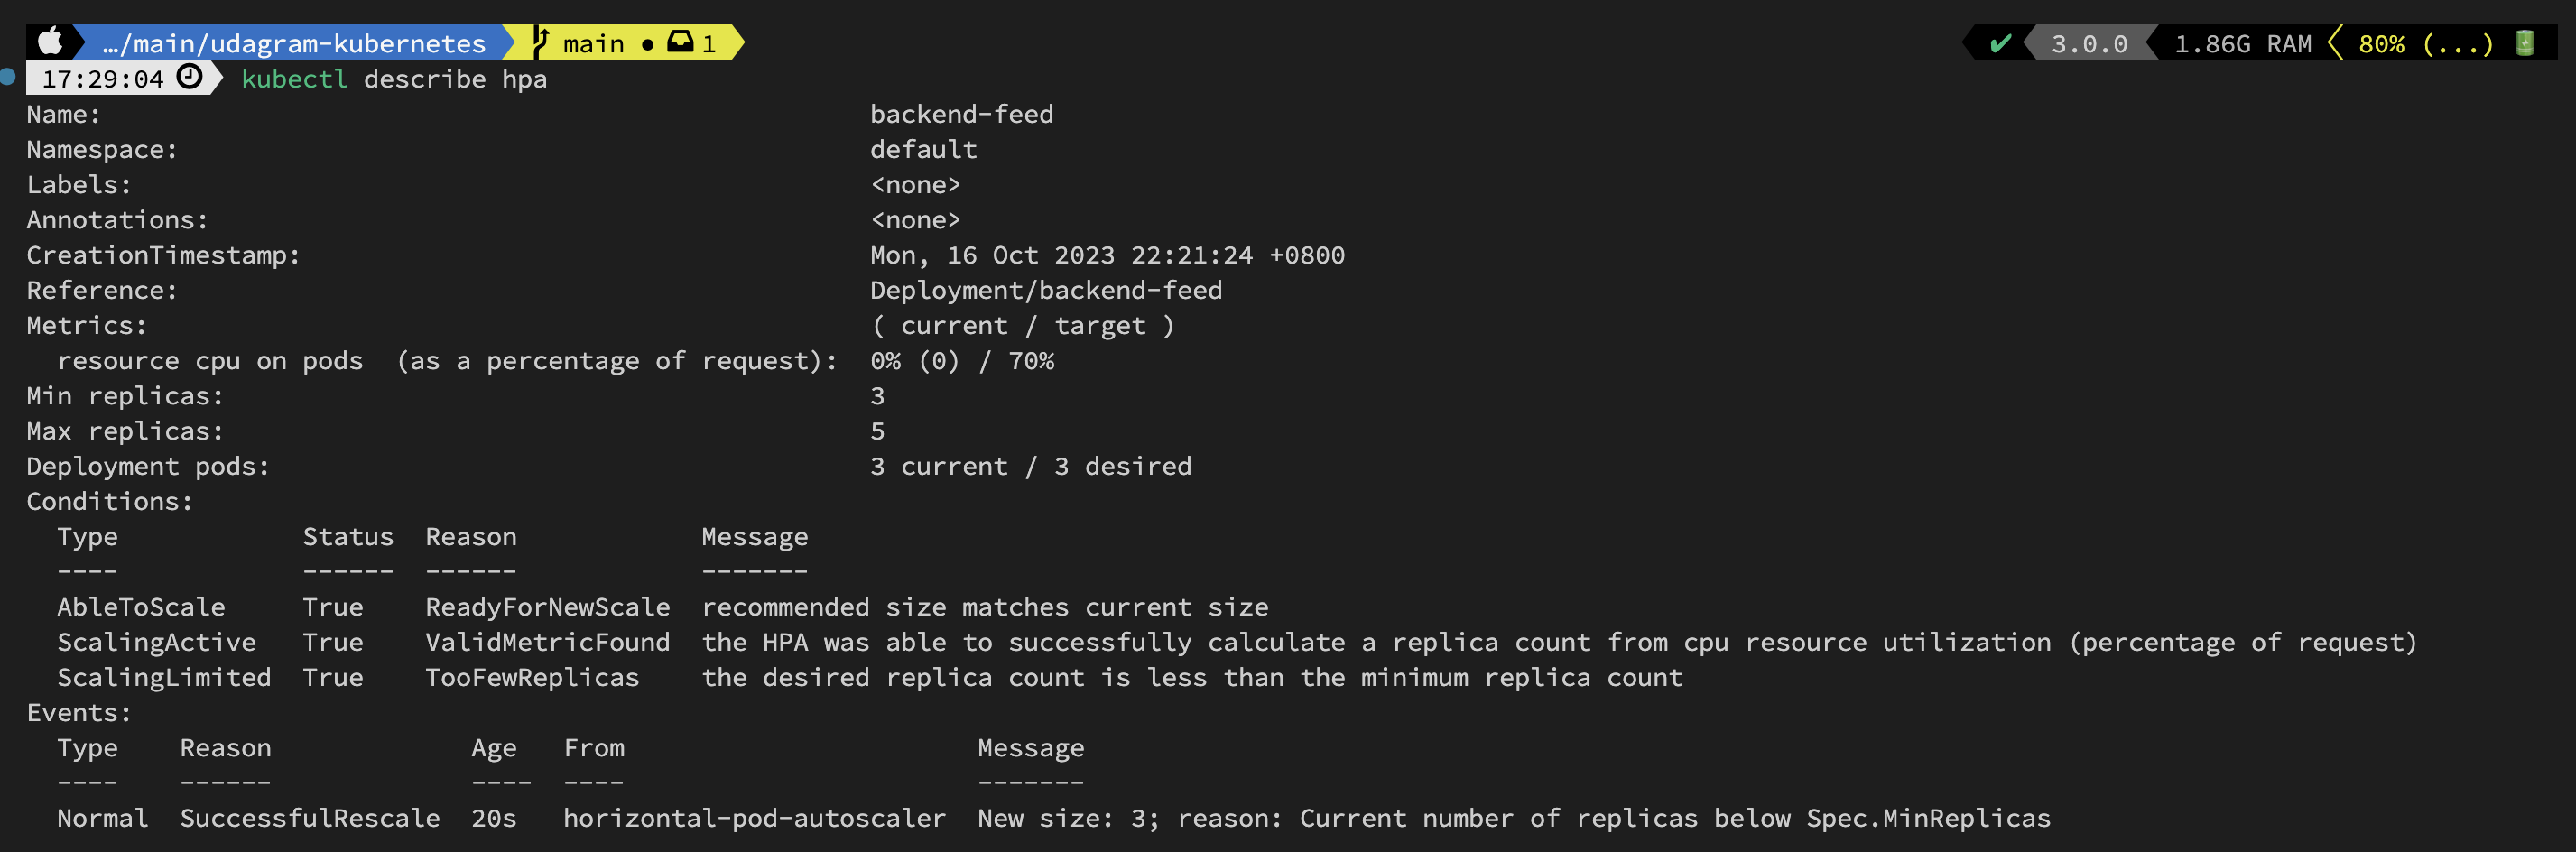 …/main/udagram-kubernetes main • 1 ✔ 3.0.0 1.86G RAM 80% (...)
17:29:04 kubectl describe hpa
Name: backend-feed
Namespace: default
Labels: <none>
Annotations: <none>
CreationTimestamp: Mon, 16 Oct 2023 22:21:24 +0800
Reference: Deployment/backend-feed
Metrics: ( current / target )
resource cpu on pods (as a percentage of request): 0% (0) / 70%
Min replicas: 3
Max replicas: 5
Deployment pods: 3 current / 3 desired
Conditions:
Type Status Reason Message
---- ------ ------ -------
AbleToScale True ReadyForNewScale recommended size matches current size
ScalingActive True ValidMetricFound the HPA was able to successfully calculate a replica count from cpu resource utilization (percentage of request)
ScalingLimited True TooFewReplicas the desired replica count is less than the minimum replica count
Events:
Type Reason Age From Message
---- ------ ---- ---- -------
Normal SuccessfulRescale 20s horizontal-pod-autoscaler New size: 3; reason: Current number of replicas below Spec.MinReplicas